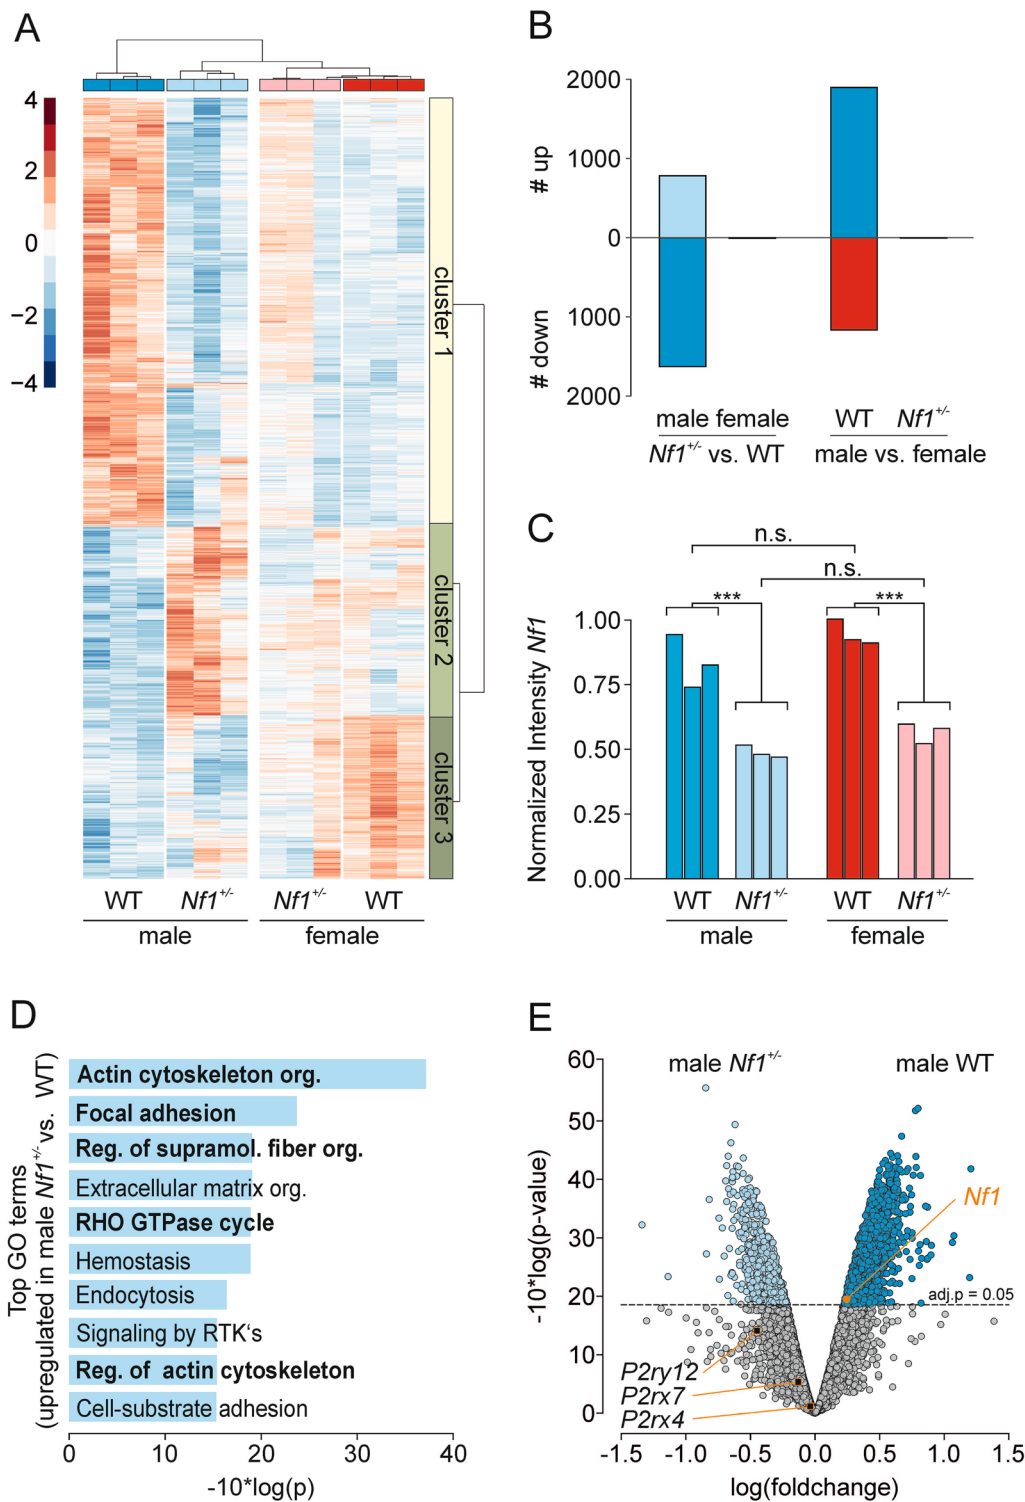 A
4
2
0
−2
−4
cluster 1
cluster 2
cluster 3
WT Nf1+/- Nf1+/- WT
male female
B
2000
1000
0
1000
2000
# up
# down
male female WT Nf1+/-
Nf1+/- vs. WT male vs. female
C
n.s.
n.s.
*** ***
1.00
0.75
0.50
0.25
0.00
Normalized Intensity Nf1
WT Nf1+/- WT Nf1+/-
male female
D
Top GO terms
(upregulated in male Nf1+/- vs. WT)
Actin cytoskeleton org.
Focal adhesion
Reg. of supramol. fiber org.
Extracellular matrix org.
RHO GTPase cycle
Hemostasis
Endocytosis
Signaling by RTK‘s
Reg. of actin cytoskeleton
Cell-substrate adhesion
0 10 20 30 40
-10*log(p)
E
male Nf1+/- male WT
60
50
40
30
20
10
0
-10*log(p-value)
Nf1
adj.p = 0.05
P2ry12
P2rx7
P2rx4
-1.5 -1.0 -0.5 0.0 0.5 1.0 1.5
log(foldchange)